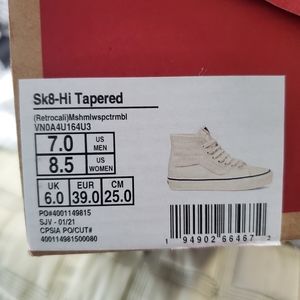 Sk8-Hi Tapered
(Retrocali)Mshmlwspctrmbl
VN0A4U164U3
7.0 US MEN
8.5 US WOMEN
UK EUR CM
6.0 39.0 25.0
PO#4001149815
SJV - 01/21
CPSIA PO/CUT#
400114981500080
1 94902 66467 2